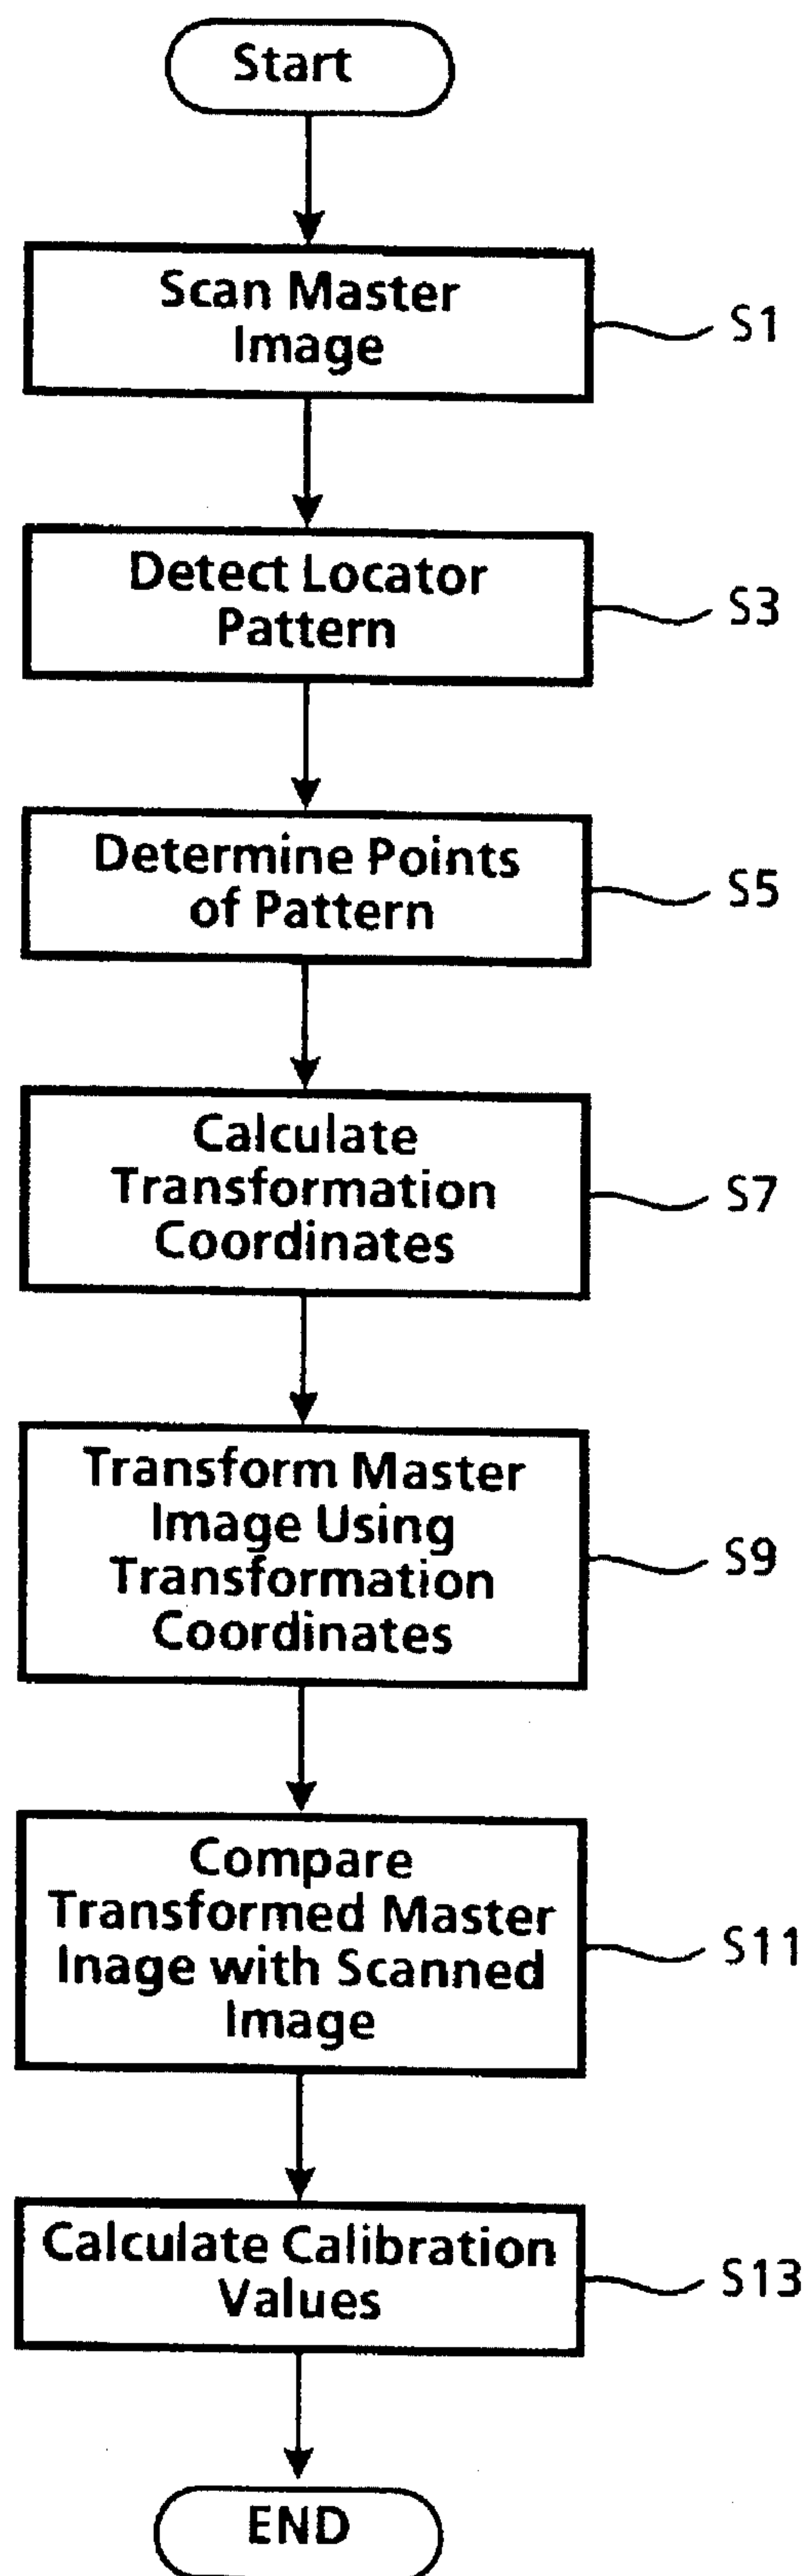 Start
Scan Master
Image
S1
Detect Locator
Pattern
S3
Determine Points
of Pattern
S5
Calculate
Transformation
Coordinates
S7
Transform Master
Image Using
Transformation
Coordinates
S9
Compare
Transformed Master
Inage with Scanned
Image
S11
Calculate Calibration
Values
S13
END